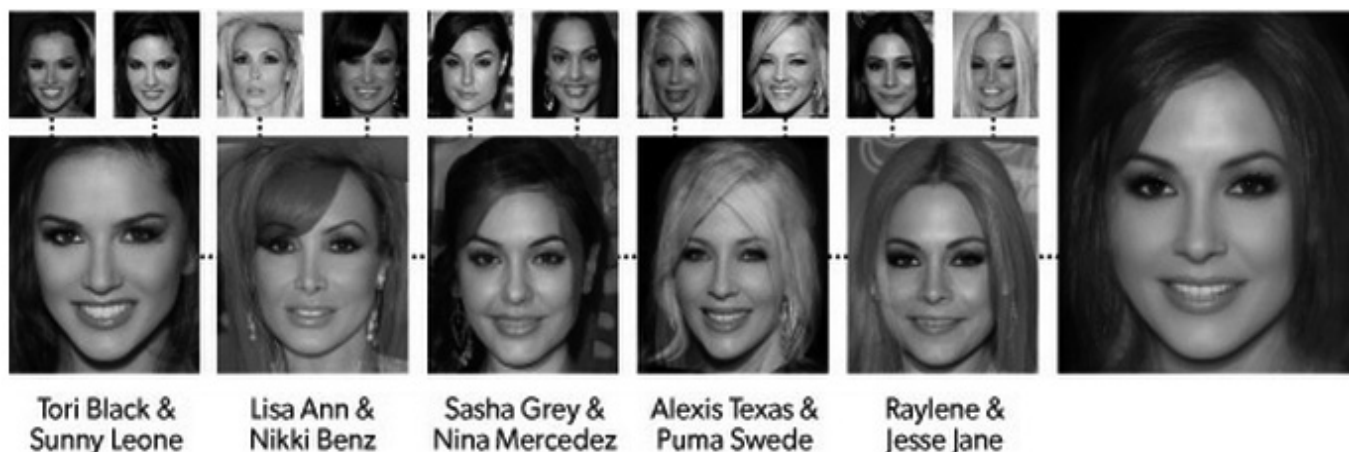 Tori Black &
Sunny Leone
Lisa Ann &
Nikki Benz
Sasha Grey &
Nina Mercedez
Alexis Texas &
Puma Swede
Raylene &
Jesse Jane